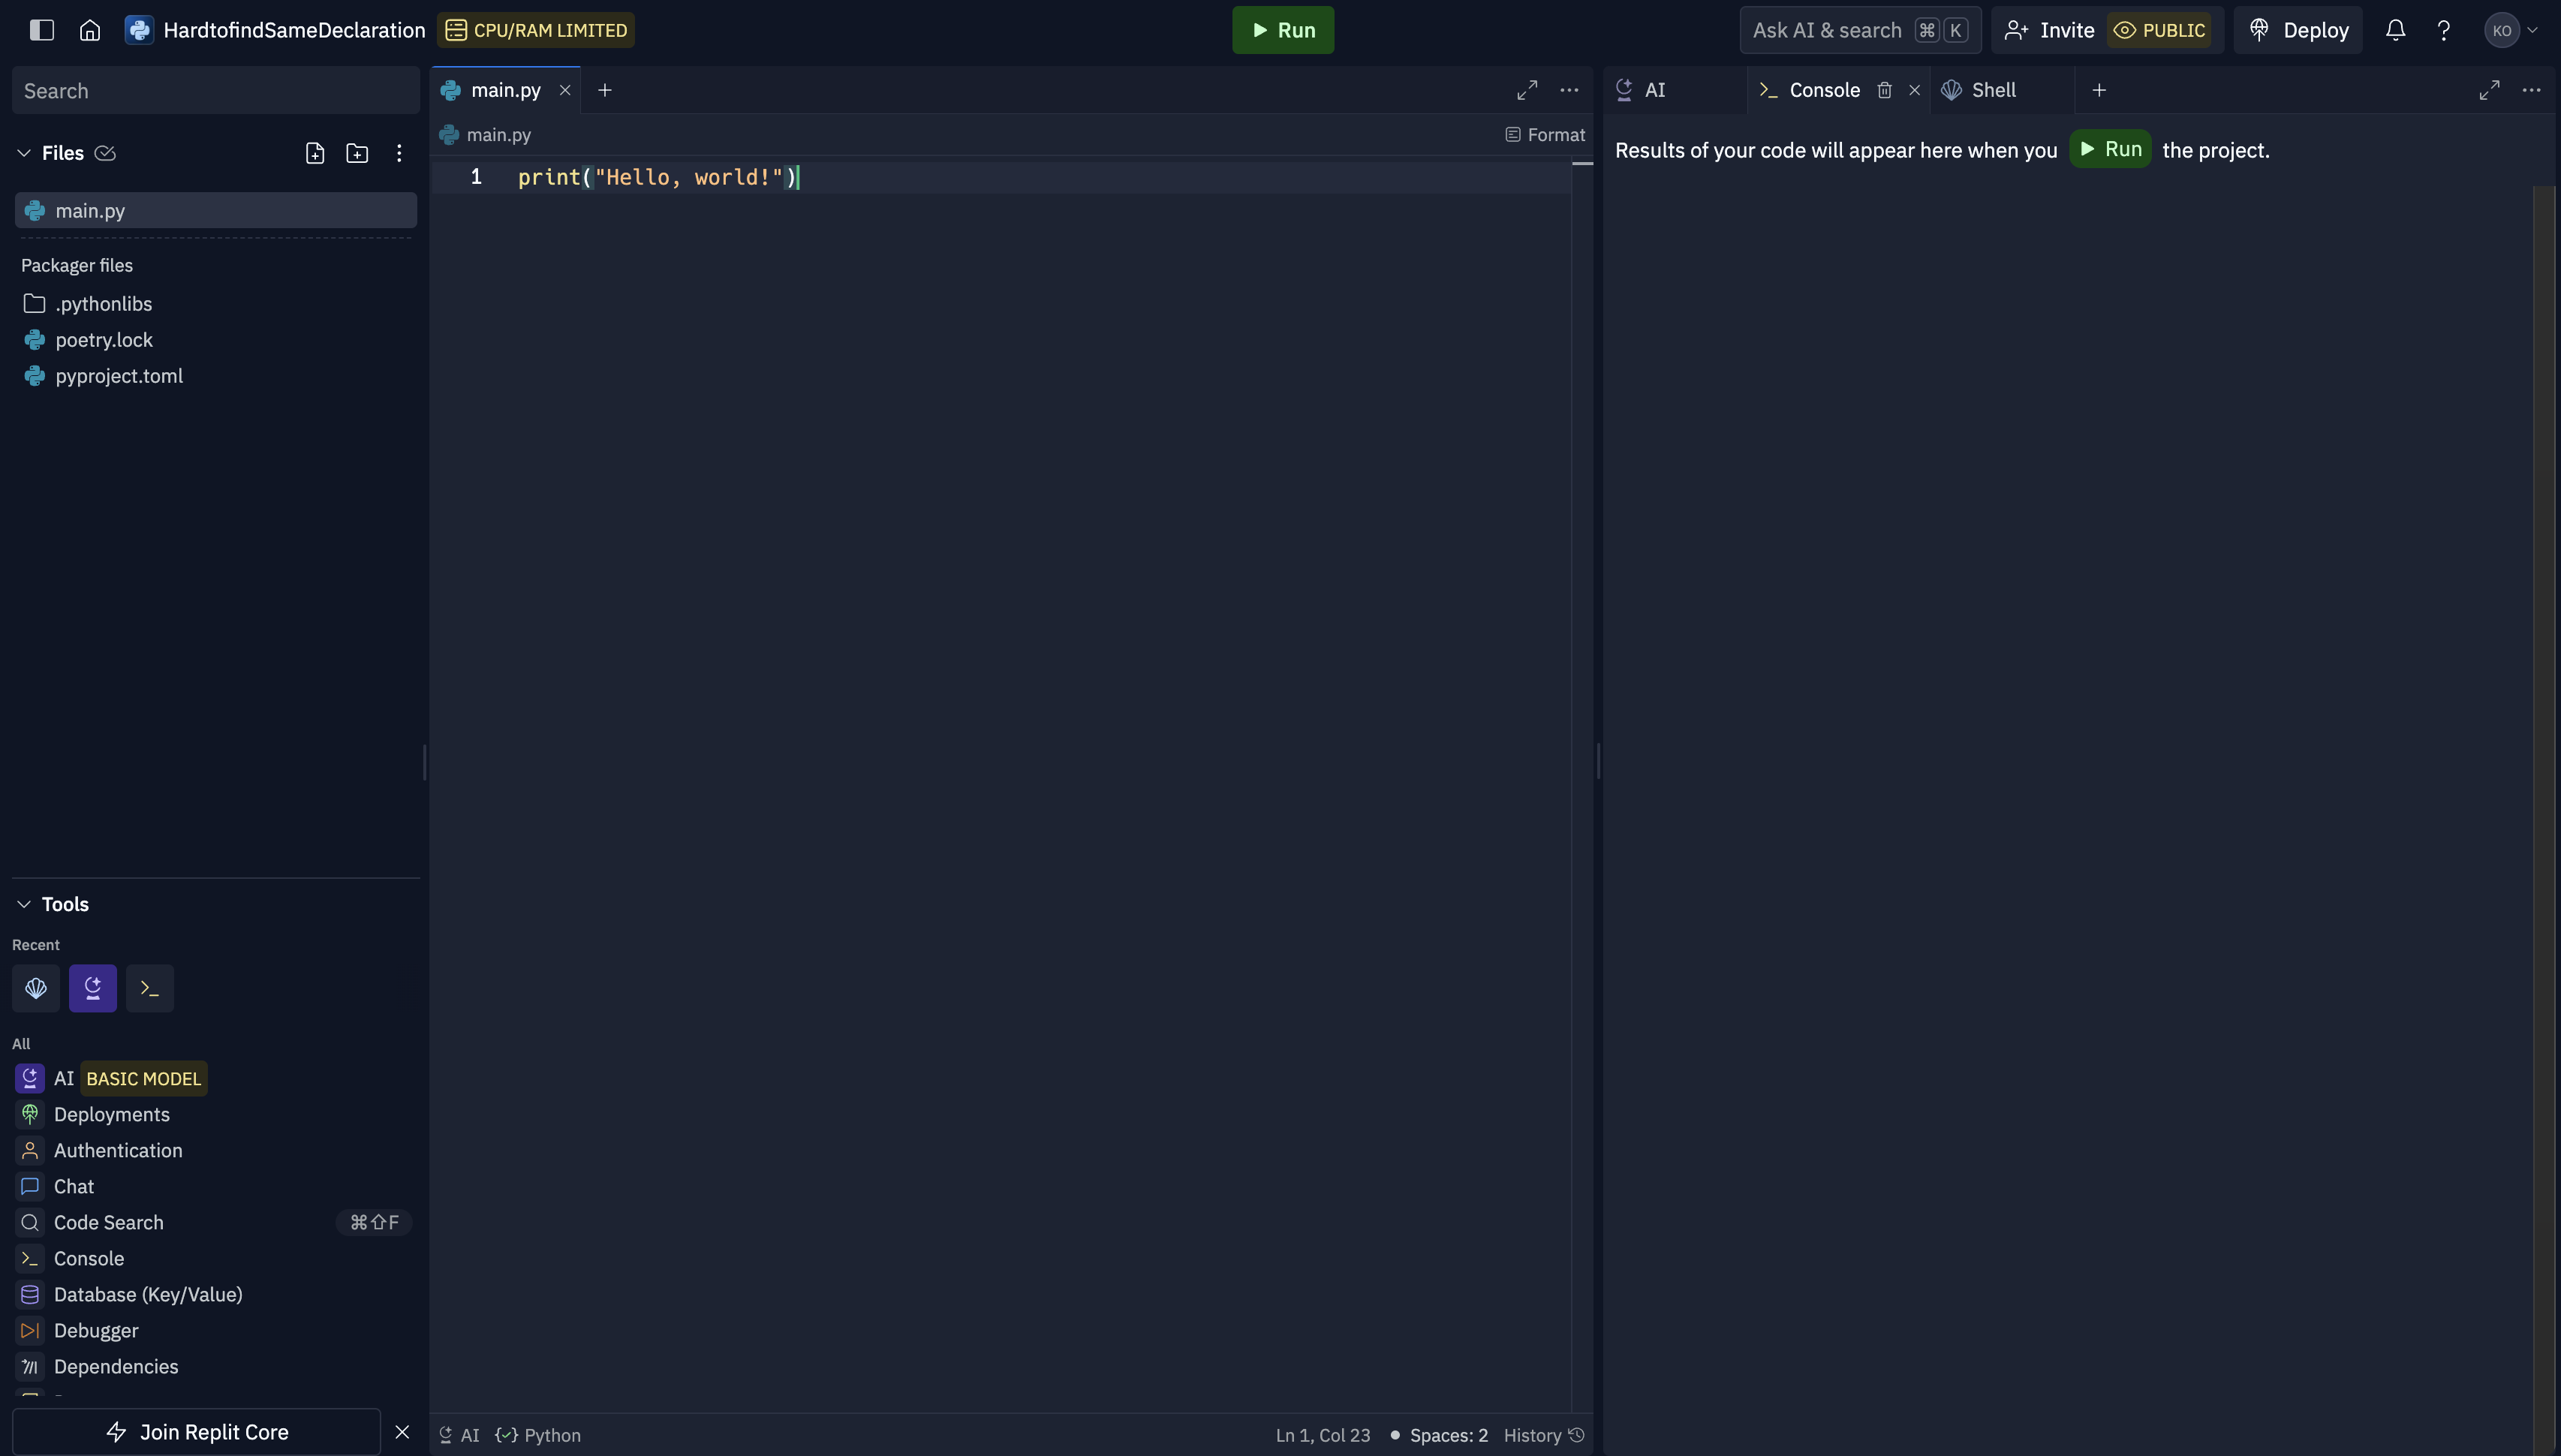 HardtofindSameDeclaration CPU/RAM LIMITED Run Ask AI & search ⌘ K Invite PUBLIC Deploy ? KO
Search
Files
main.py
Packager files
.pythonlibs
poetry.lock
pyproject.toml
Tools
Recent
All
AI BASIC MODEL
Deployments
Authentication
Chat
Code Search ⌘⇧F
Console
Database (Key/Value)
Debugger
Dependencies
Join Replit Core
main.py
main.py Format
1 print("Hello, world!")
AI Python Ln 1, Col 23 Spaces: 2 History
AI Console Shell
Results of your code will appear here when you Run the project.